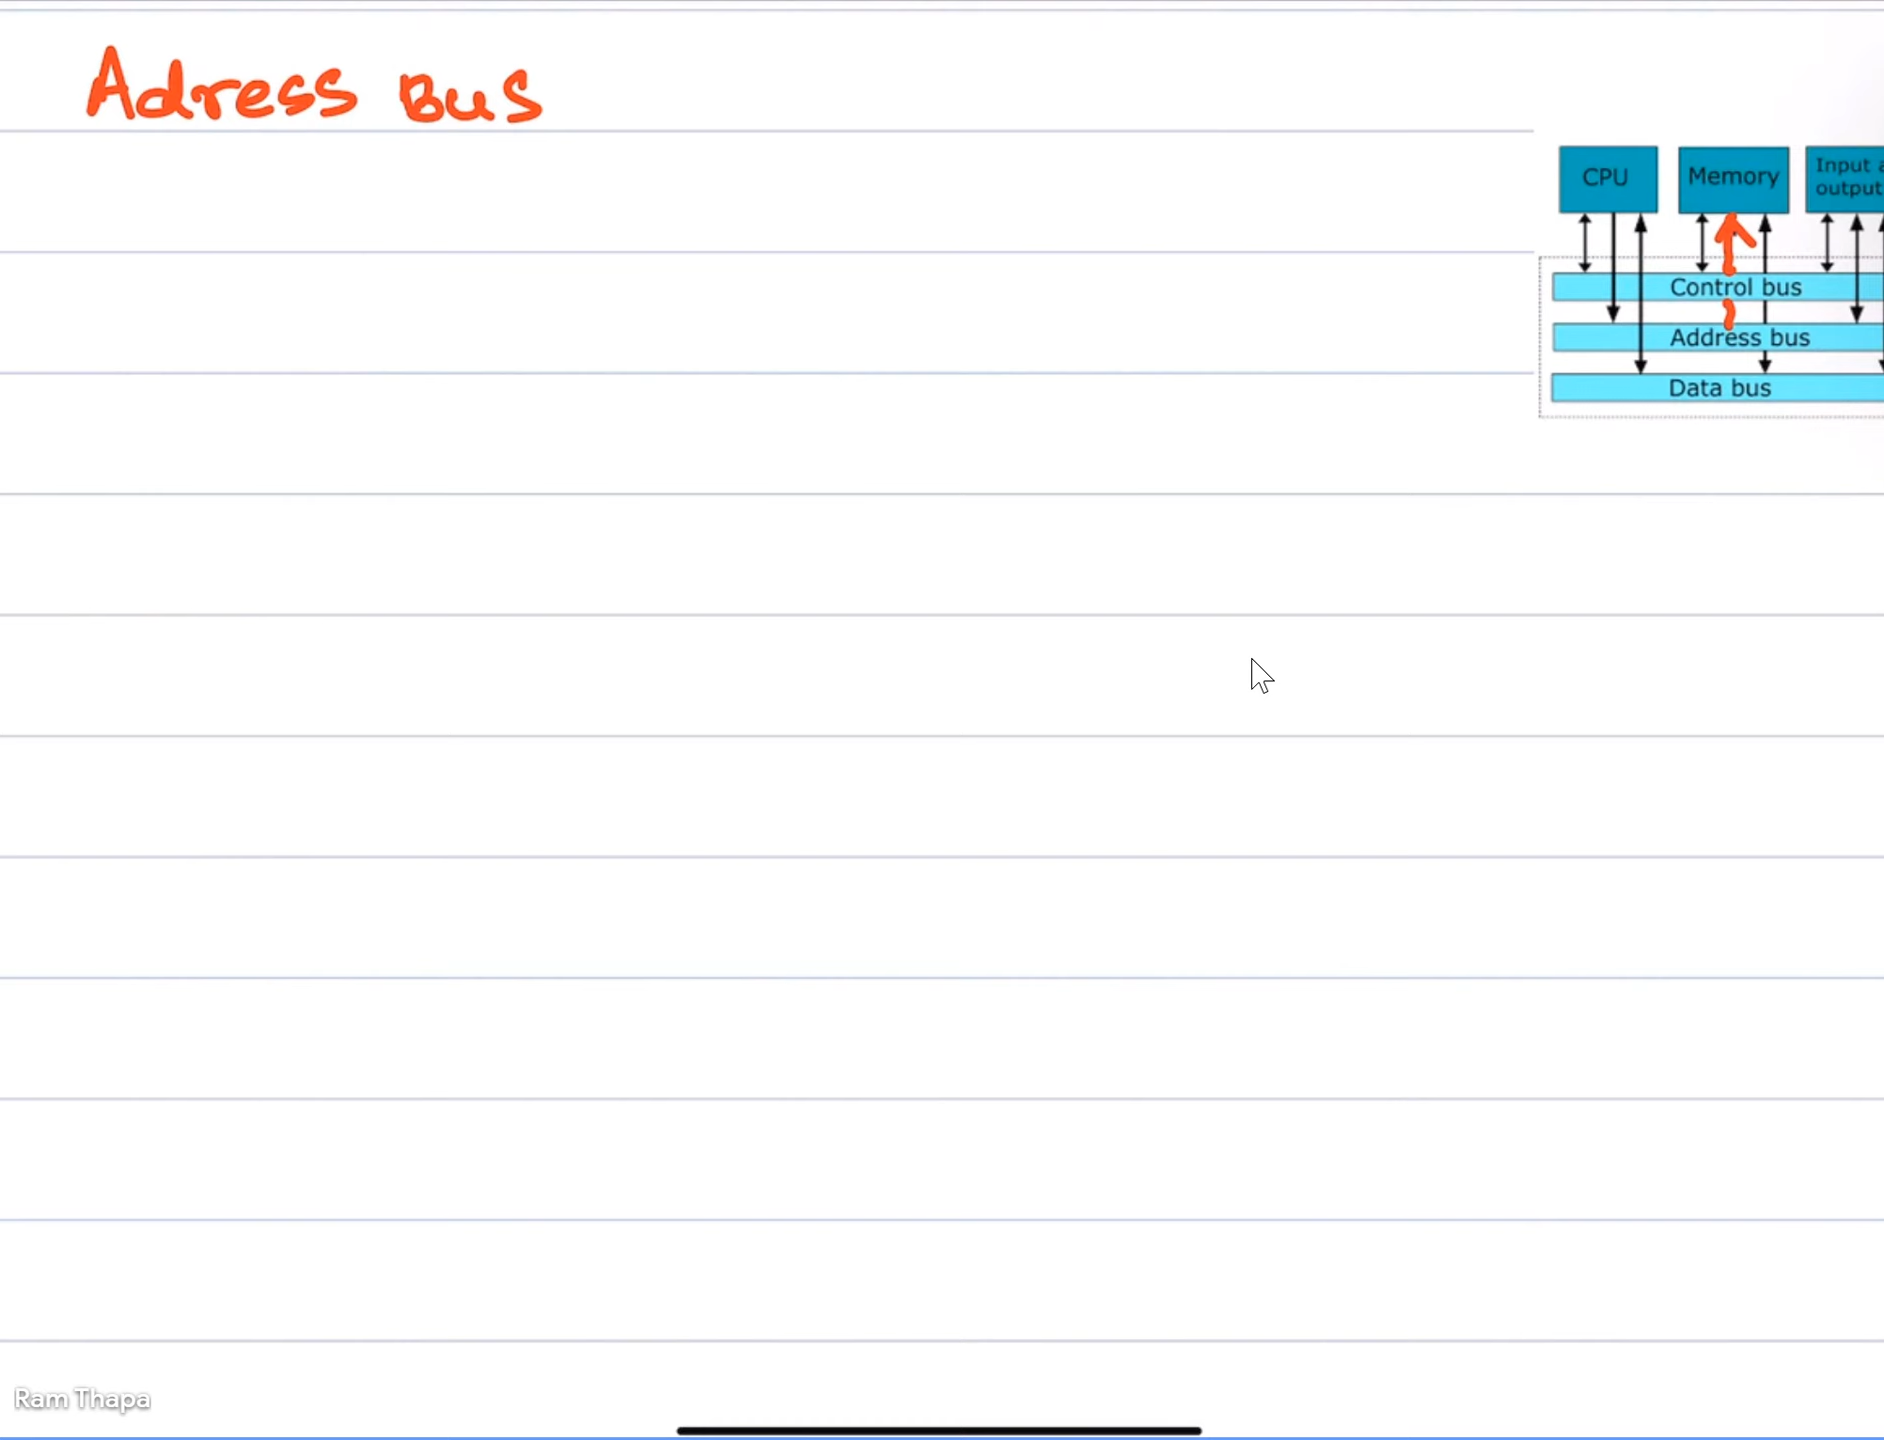 Adress Bus
CPU
Memory
Input
output
Control bus
Address bus
Data bus
Ram Thapa